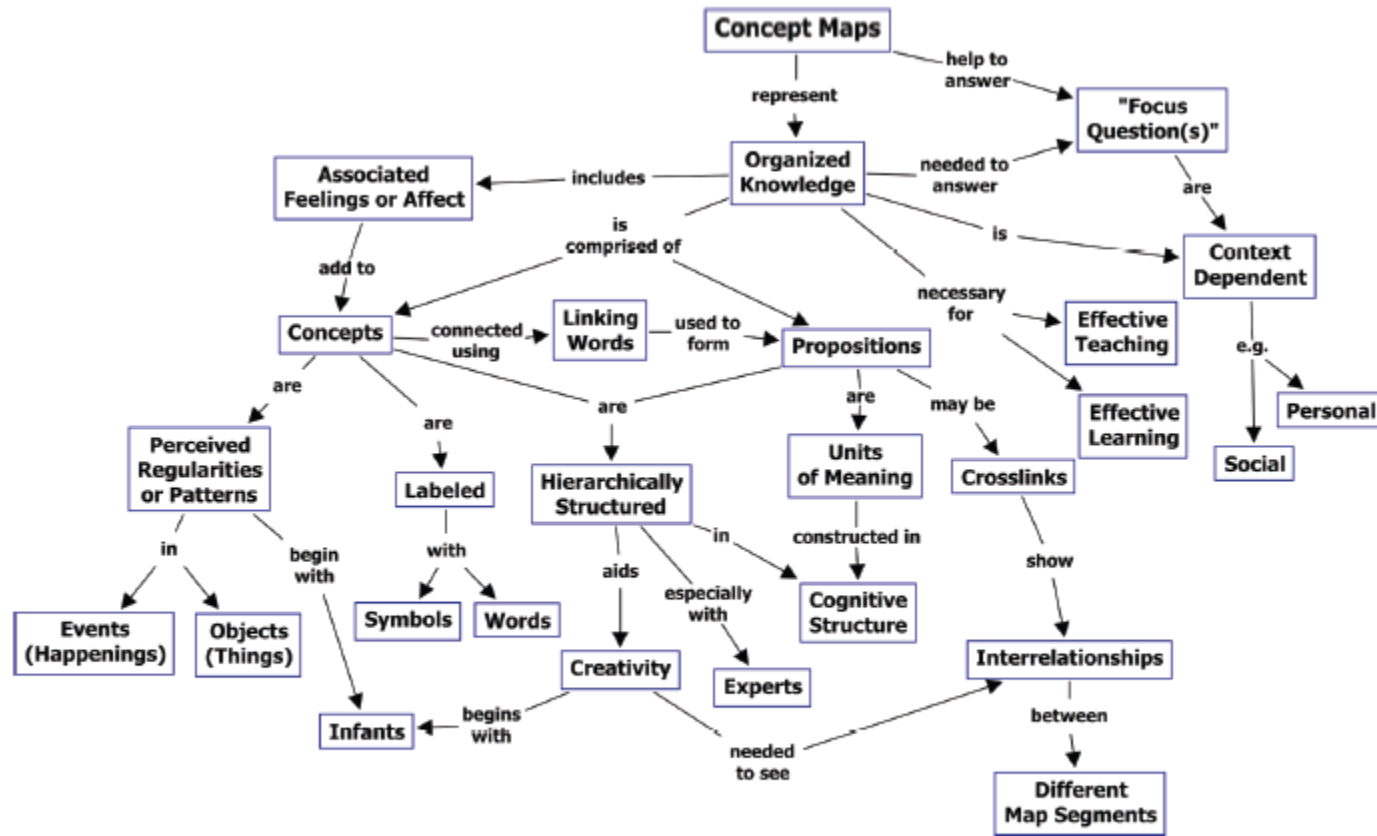 Concept Maps
help to
answer
represent
"Focus
Question(s)"
Organized
Knowledge
needed to
answer
Associated
Feelings or Affect
includes
are
is
comprised of
is
Context
Dependent
add to
necessary
for
Concepts
connected
using
Linking
Words
used to
form
Propositions
Effective
Teaching
e.g.
are
are
are
are
may be
Effective
Learning
Personal
Perceived
Regularities
or Patterns
Labeled
Hierarchically
Structured
Units
of Meaning
Crosslinks
Social
in
begin
with
with
aids
especially
with
in
constructed in
show
Events
(Happenings)
Objects
(Things)
Symbols
Words
Cognitive
Structure
Creativity
Experts
Interrelationships
Infants
begins
with
needed
to see
between
Different
Map Segments